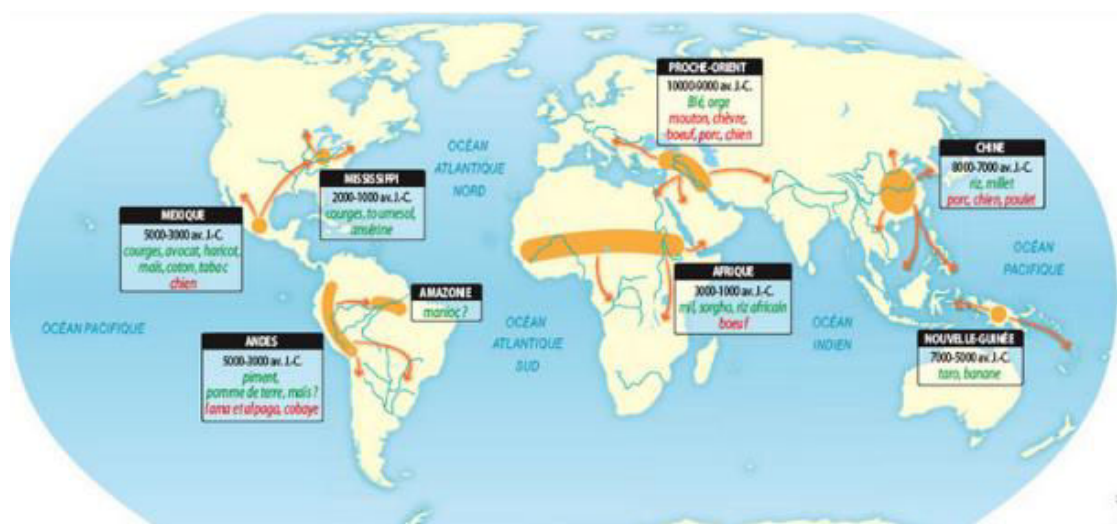 PROCHE-ORIENT
10000-9000 av. J.-C.
Blé, orge
mouton, chèvre,
boeuf, porc, chien
OCÉAN
ATLANTIQUE
NORD
CHINE
8000-7000 av. J.-C.
riz, millet
porc, chien, poulet
MISSISSIPPI
2000-1000 av. J.-C.
courges, tournesol,
ansérine
MEXIQUE
5000-3000 av. J.-C.
courges, avocat, haricot,
maïs, coton, tabac
chien
OCÉAN
PACIFIQUE
AFRIQUE
3000-1000 av. J.-C.
mil, sorgho, riz africain
boeuf
AMAZONIE
manioc ?
OCÉAN PACIFIQUE
OCÉAN
ATLANTIQUE
SUD
OCÉAN
INDIEN
ANDES
5000-3000 av. J.-C.
piment,
pomme de terre, maïs ?
lama et alpaga, cobaye
NOUVELLE-GUINÉE
7000-5000 av. J.-C.
taro, banane